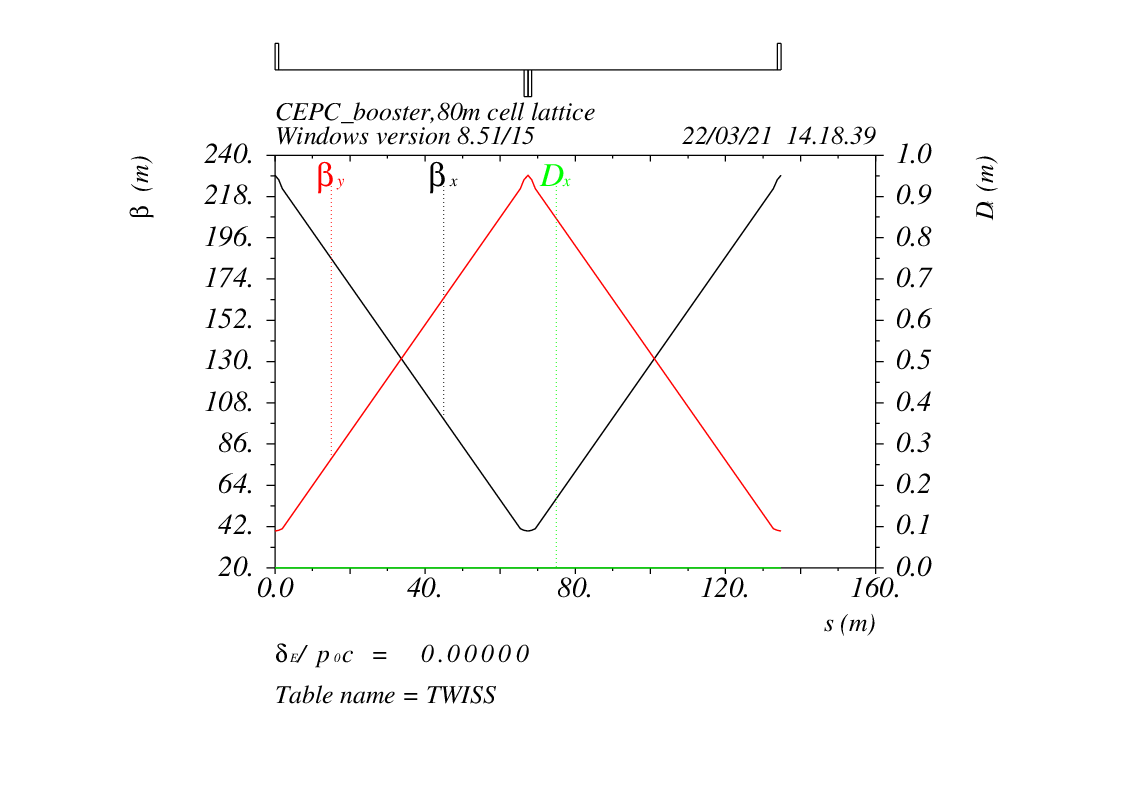 CEPC_booster,80m cell lattice
Windows version 8.51/15 22/03/21 14.18.39
β (m)
240.
218.
196.
174.
152.
130.
108.
86.
64.
42.
20.
βy βx Dx
1.0
0.9
0.8
0.7
0.6
0.5
0.4
0.3
0.2
0.1
0.0
Dx (m)
0.0 40. 80. 120. 160.
s (m)
δE/ p0c = 0.00000
Table name = TWISS